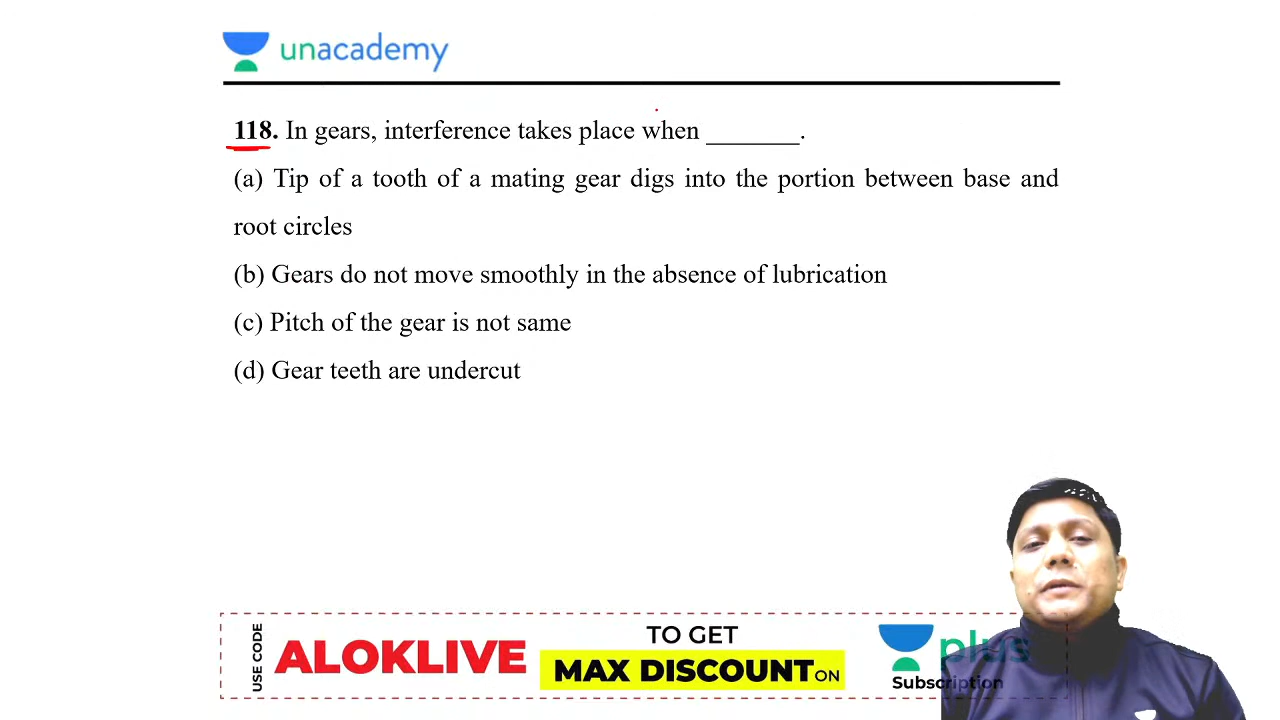 unacademy
118. In gears, interference takes place when _______.
(a) Tip of a tooth of a mating gear digs into the portion between base and
root circles
(b) Gears do not move smoothly in the absence of lubrication
(c) Pitch of the gear is not same
(d) Gear teeth are undercut
USE CODE
ALOKLIVE
TO GET
MAX DISCOUNT ON
plus
Subscription